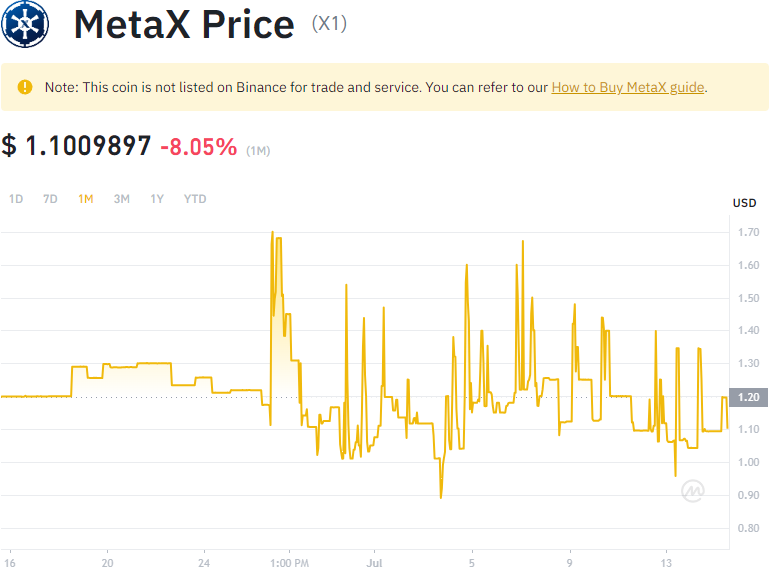 MetaX Price (X1)
Note: This coin is not listed on Binance for trade and service. You can refer to our How to Buy MetaX guide.
$ 1.1009897 -8.05% (1M)
1D 7D 1M 3M 1Y YTD
USD
1.70
1.60
1.50
1.40
1.30
1.20
1.10
1.00
0.90
0.80
16 20 24 1:00 PM Jul 5 9 13